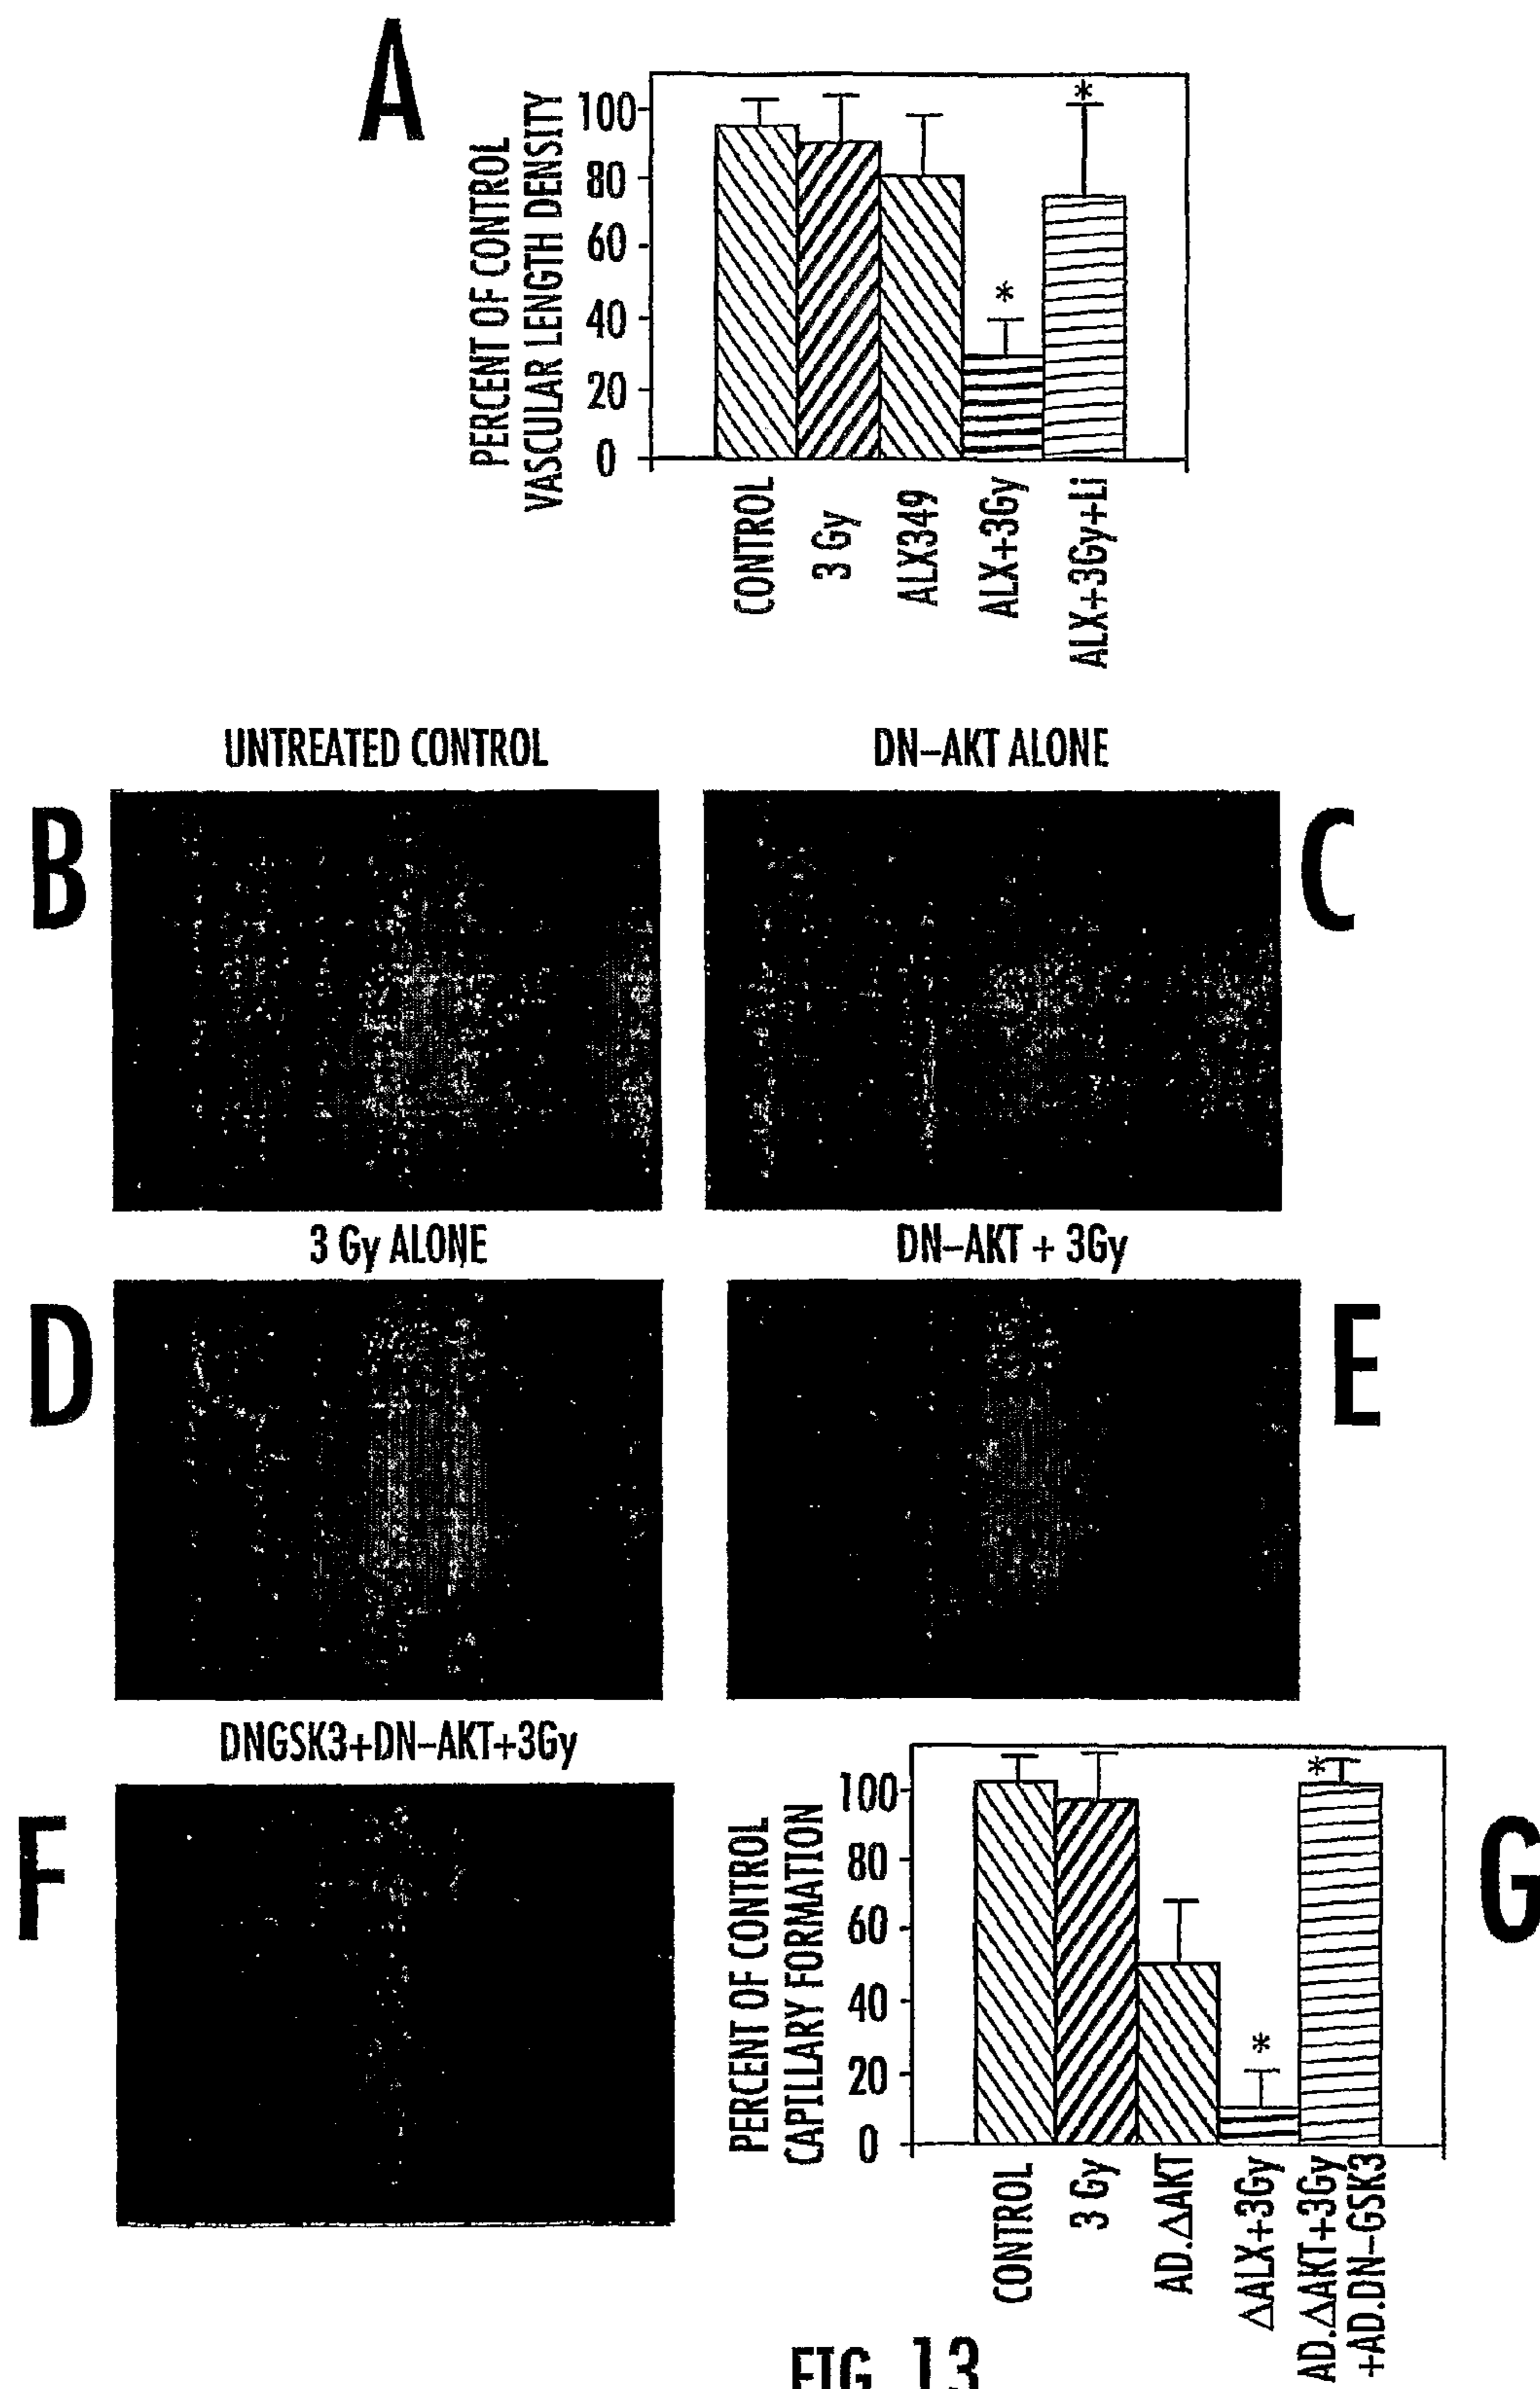 A
PERCENT OF CONTROL
VASCULAR LENGTH DENSITY
100
80
60
40
20
0
*
*
CONTROL
3 Gy
ALX349
ALX+3Gy
ALX+3Gy+Li
UNTREATED CONTROL
DN–AKT ALONE
B
C
3 Gy ALONE
DN–AKT + 3Gy
D
E
DNGSK3+DN–AKT+3Gy
F
G
PERCENT OF CONTROL
CAPILLARY FORMATION
100
80
60
40
20
0
*
*
CONTROL
3 Gy
AD.ΔAKT
ΔALX+3Gy
AD.ΔAKT+3Gy
+AD.DN–GSK3
FIG. 13